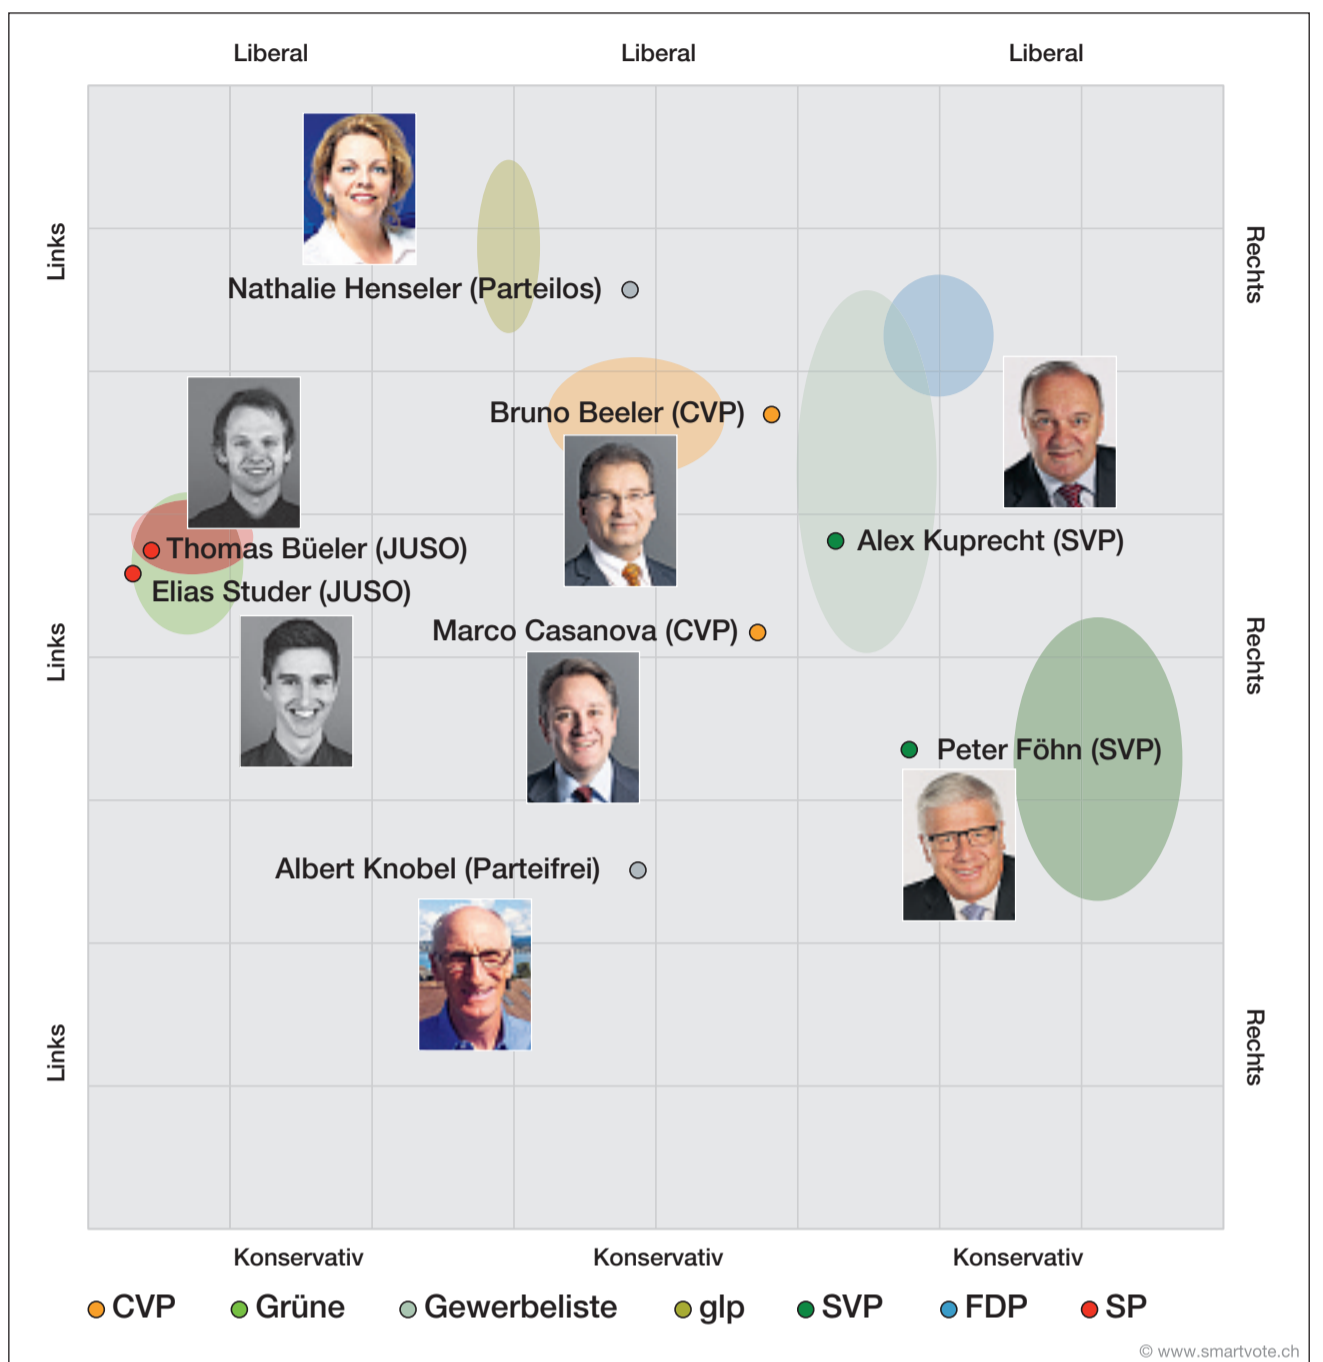 Liberal Liberal Liberal
Links
Rechts
Nathalie Henseler (Parteilos)
Bruno Beeler (CVP)
Alex Kuprecht (SVP)
Thomas Büeler (JUSO)
Elias Studer (JUSO)
Marco Casanova (CVP)
Links
Rechts
Peter Föhn (SVP)
Albert Knobel (Parteifrei)
Links
Rechts
Konservativ Konservativ Konservativ
CVP Grüne Gewerbeliste glp SVP FDP SP
© www.smartvote.ch